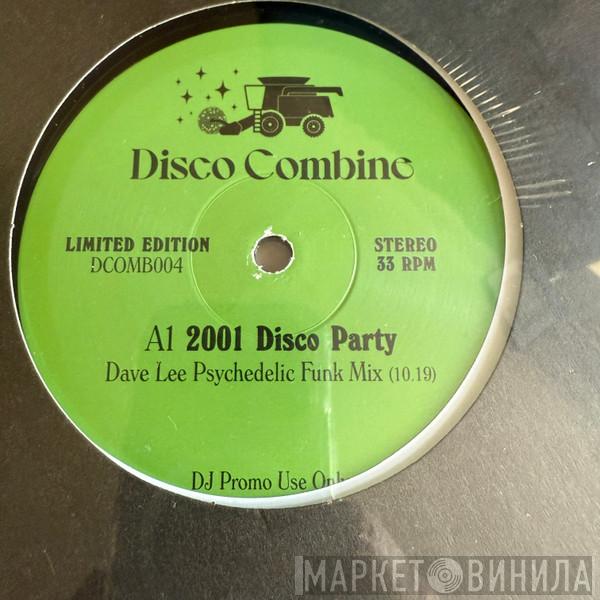 Disco Combine
LIMITED EDITION
DCOMB004
STEREO
33 RPM
A1 2001 Disco Party
Dave Lee Psychedelic Funk Mix (10.19)
DJ Promo Use
МАРКЕТ ВИНИЛА